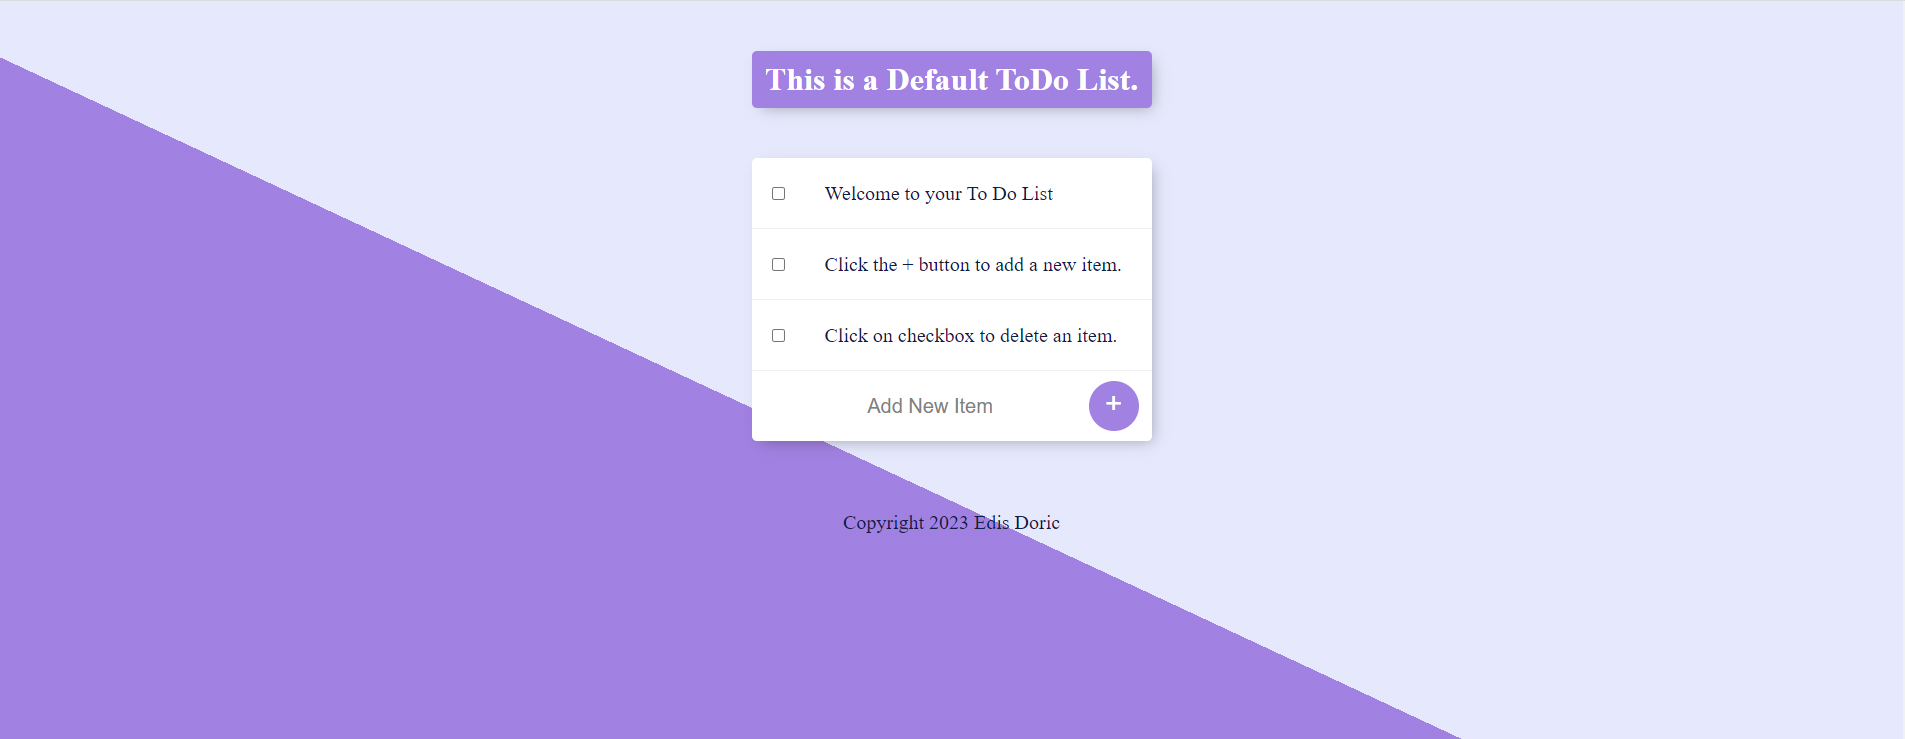 This is a Default ToDo List.
Welcome to your To Do List
Click the + button to add a new item.
Click on checkbox to delete an item.
Add New Item +
Copyright 2023 Edis Doric